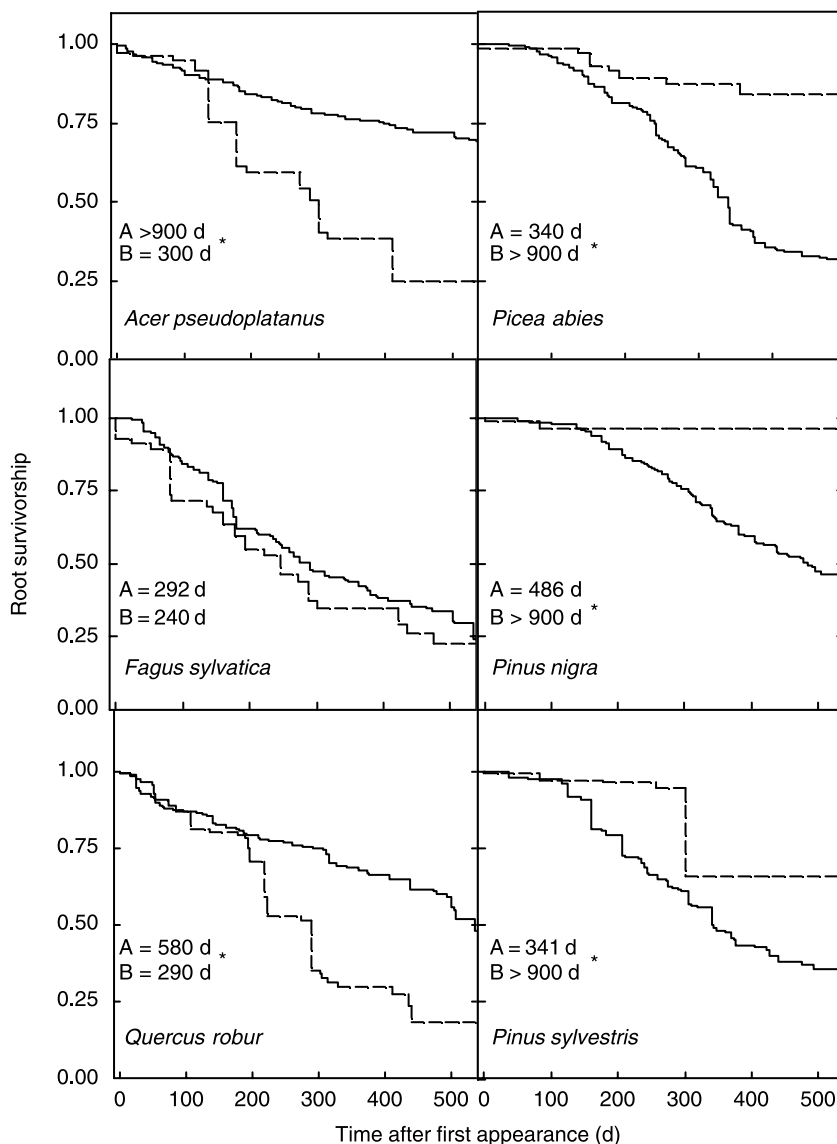 Root survivorship
1.00
0.75
0.50
0.25
0.00
A >900 d
B = 300 d *
Acer pseudoplatanus
A = 340 d
B > 900 d *
Picea abies
1.00
0.75
0.50
0.25
0.00
A = 292 d
B = 240 d
Fagus sylvatica
A = 486 d
B > 900 d *
Pinus nigra
1.00
0.75
0.50
0.25
0.00
A = 580 d
B = 290 d *
Quercus robur
A = 341 d
B > 900 d *
Pinus sylvestris
0 100 200 300 400 500
0 100 200 300 400 500
Time after first appearance (d)